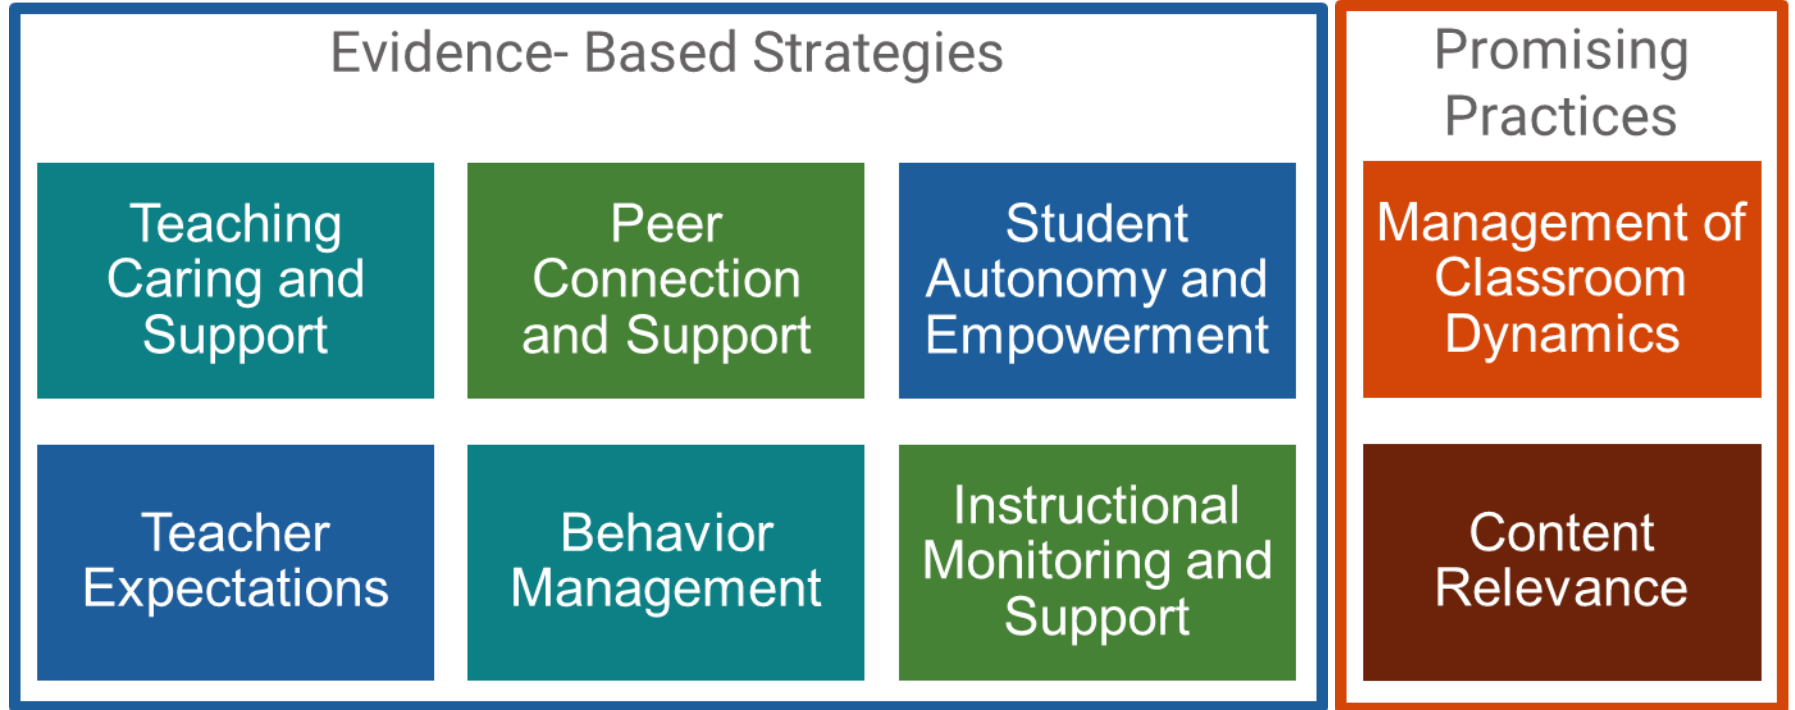 Evidence- Based Strategies
Teaching
Caring and
Support
Peer
Connection
and Support
Student
Autonomy and
Empowerment
Teacher
Expectations
Behavior
Management
Instructional
Monitoring and
Support
Promising
Practices
Management of
Classroom
Dynamics
Content
Relevance